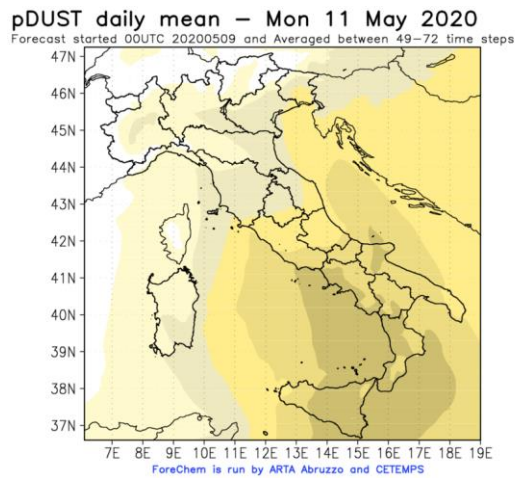 pDUST daily mean – Mon 11 May 2020
Forecast started 00UTC 20200509 and Averaged between 49-72 time steps
47N
46N
45N
44N
43N
42N
41N
40N
39N
38N
37N
7E 8E 9E 10E 11E 12E 13E 14E 15E 16E 17E 18E 19E
ForeChem is run by ARTA Abruzzo and CETEMPS